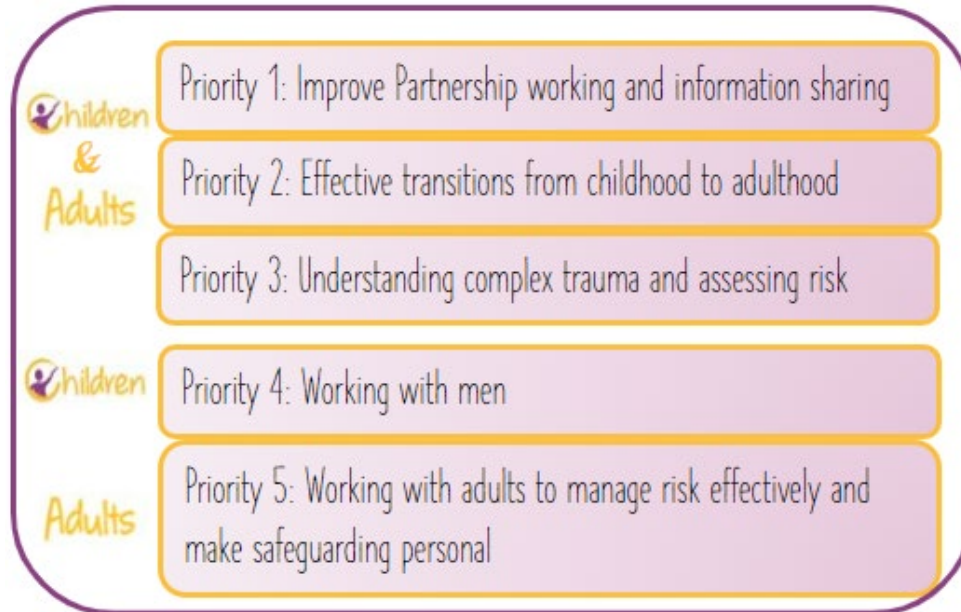 Children
&
Adults
Priority 1: Improve Partnership working and information sharing
Priority 2: Effective transitions from childhood to adulthood
Priority 3: Understanding complex trauma and assessing risk
Children
Priority 4: Working with men
Adults
Priority 5: Working with adults to manage risk effectively and
make safeguarding personal